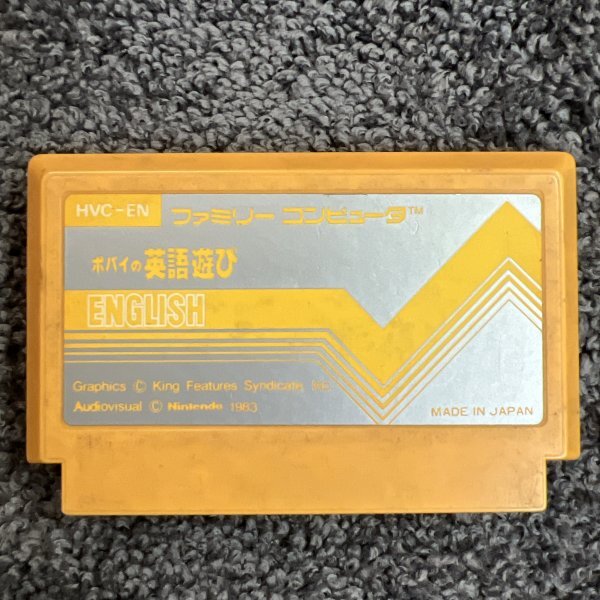 HVC-EN
ファミリー コンピュータ™
ポパイの英語遊び
ENGLISH
Graphics © King Features Syndicate, Inc.
Audiovisual © Nintendo 1983
MADE IN JAPAN